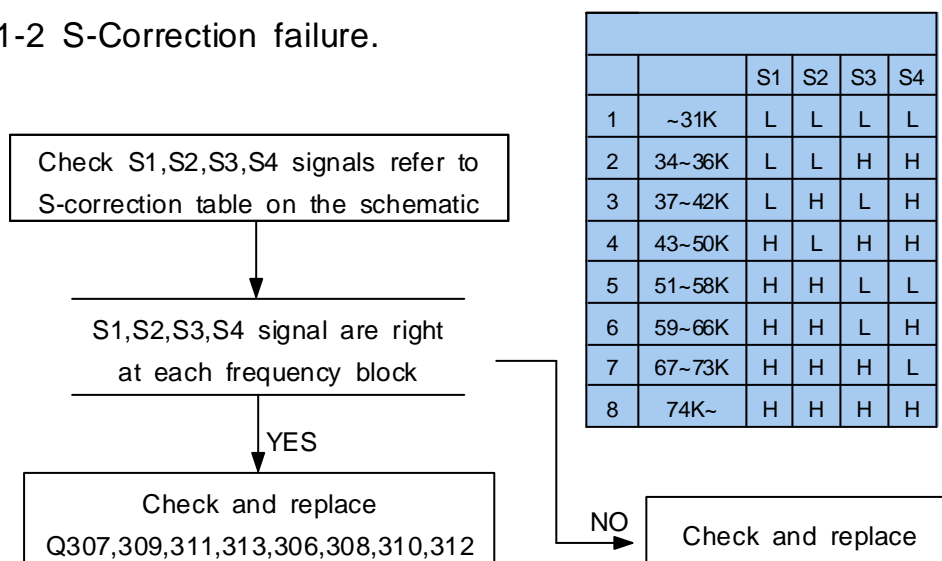 1-2 S-Correction failure.
S1 S2 S3 S4
1 ~31K L L L L
2 34~36K L L H H
3 37~42K L H L H
4 43~50K H L H H
5 51~58K H H L L
6 59~66K H H L H
7 67~73K H H H L
8 74K~ H H H H
Check S1,S2,S3,S4 signals refer to
S-correction table on the schematic
S1,S2,S3,S4 signal are right
at each frequency block
YES
Check and replace
Q307,309,311,313,306,308,310,312
NO
Check and replace